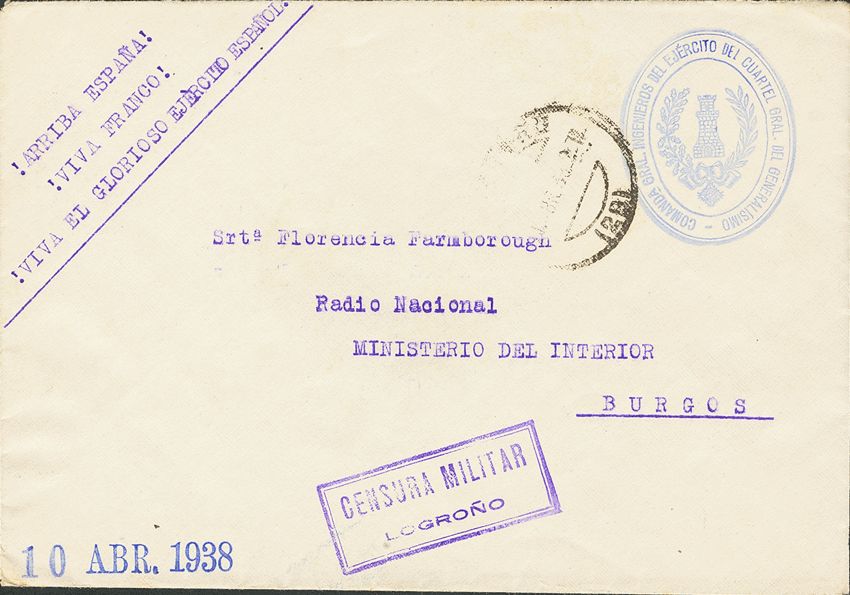 !ARRIBA ESPAÑA!
!VIVA FRANCO!
!VIVA EL GLORIOSO EJERCITO ESPAÑOL.
COMANDA GRAL. INGENIEROS DEL EJÉRCITO DEL CUARTEL GRAL. DEL GENERALÍSIMO -
Srtª Florencia Farmborough
Radio Nacional
MINISTERIO DEL INTERIOR
BURGOS
CENSURA MILITAR
LOGROÑO
10 ABR. 1938